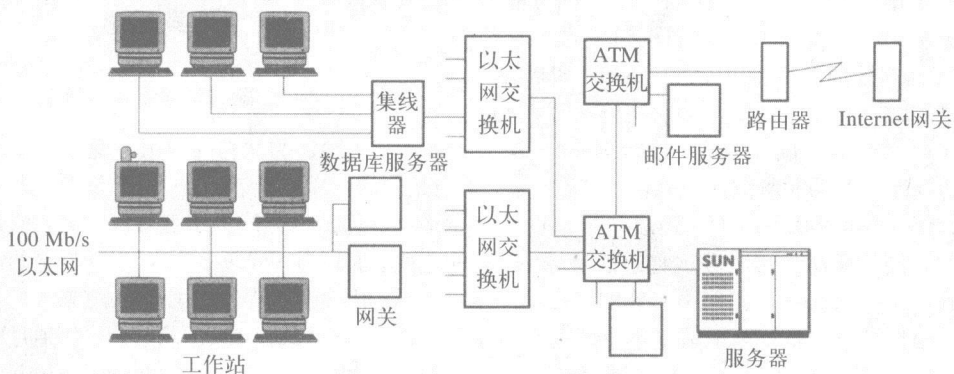 以太
网交
换机
ATM
交换机
集线
器
路由器
Internet网关
邮件服务器
数据库服务器
100 Mb/s
以太网
以太
网交
换机
ATM
交换机
SUN
网关
工作站
服务器